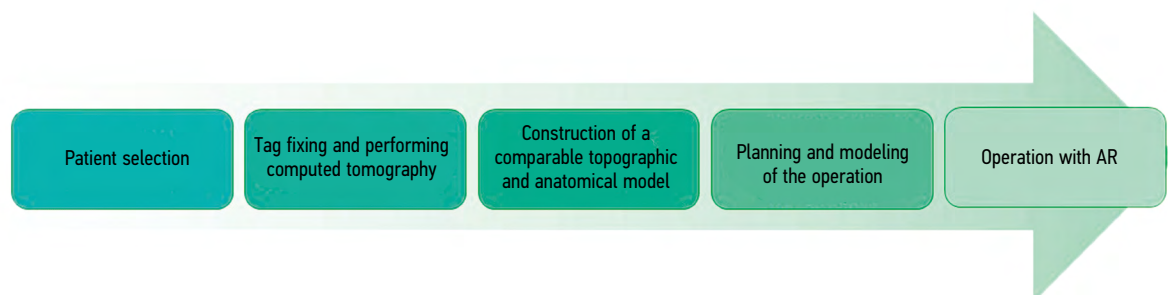 Patient selection
Tag fixing and performing
computed tomography
Construction of a
comparable topographic
and anatomical model
Planning and modeling
of the operation
Operation with AR